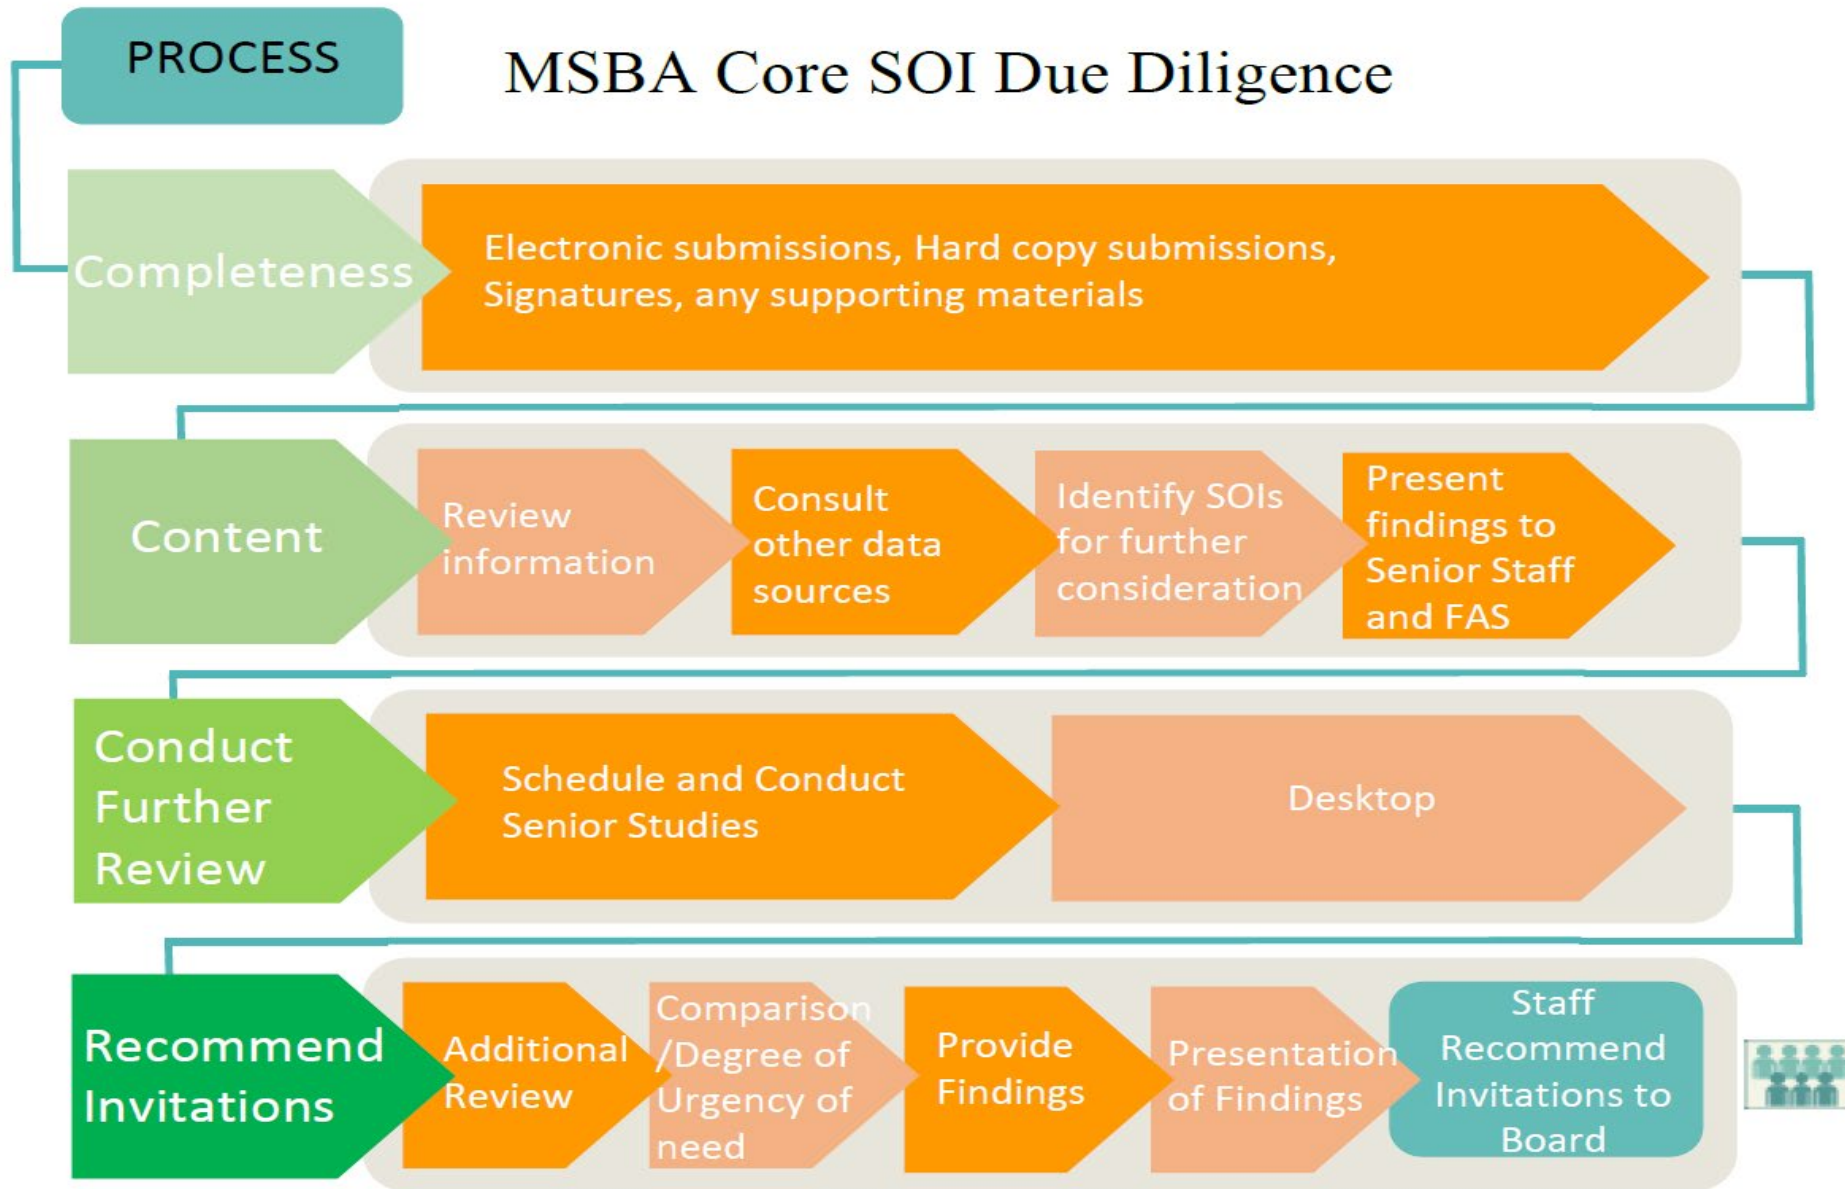 PROCESS
MSBA Core SOI Due Diligence
Completeness
Electronic submissions, Hard copy submissions,
Signatures, any supporting materials
Content
Review
information
Consult
other data
sources
Identify SOIs
for further
consideration
Present
findings to
Senior Staff
and FAS
Conduct
Further
Review
Schedule and Conduct
Senior Studies
Desktop
Recommend
Invitations
Additional
Review
Comparison
/Degree of
Urgency of
need
Provide
Findings
Presentation
of Findings
Staff
Recommend
Invitations to
Board